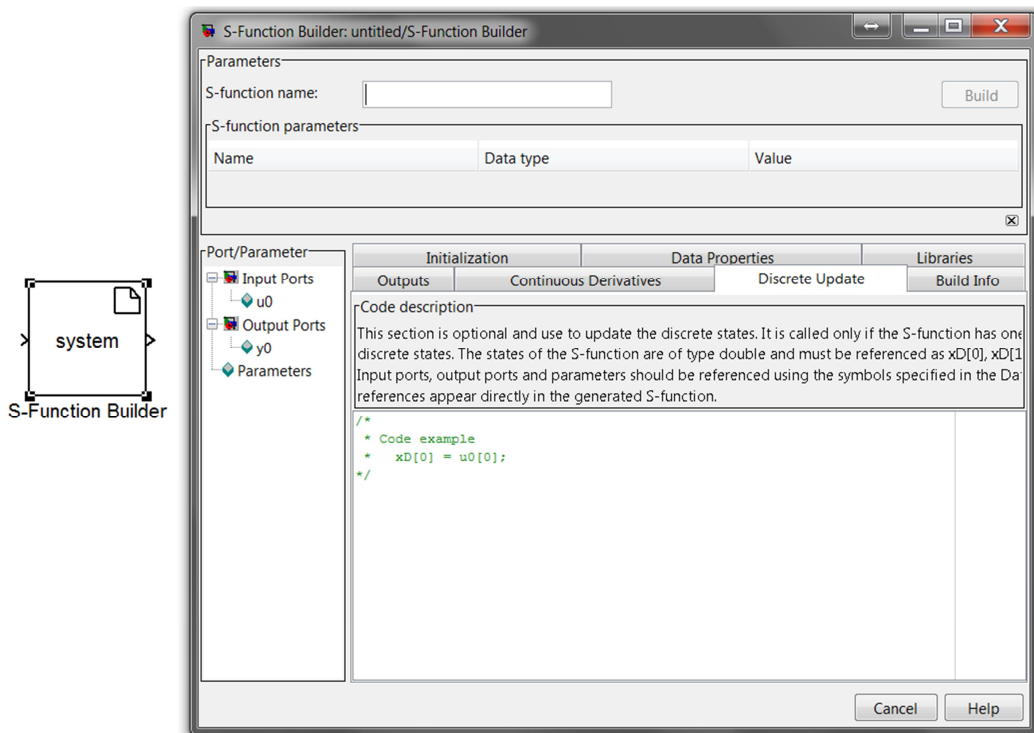 S-Function Builder: untitled/S-Function Builder
Parameters
S-function name:
Build
S-function parameters
Name Data type Value
Port/Parameter
Input Ports
u0
Output Ports
y0
Parameters
Initialization Data Properties Libraries
Outputs Continuous Derivatives Discrete Update Build Info
Code description
This section is optional and use to update the discrete states. It is called only if the S-function has one
discrete states. The states of the S-function are of type double and must be referenced as xD[0], xD[1
Input ports, output ports and parameters should be referenced using the symbols specified in the Dat
references appear directly in the generated S-function.
/*
* Code example
* xD[0] = u0[0];
*/
system
S-Function Builder
Cancel Help